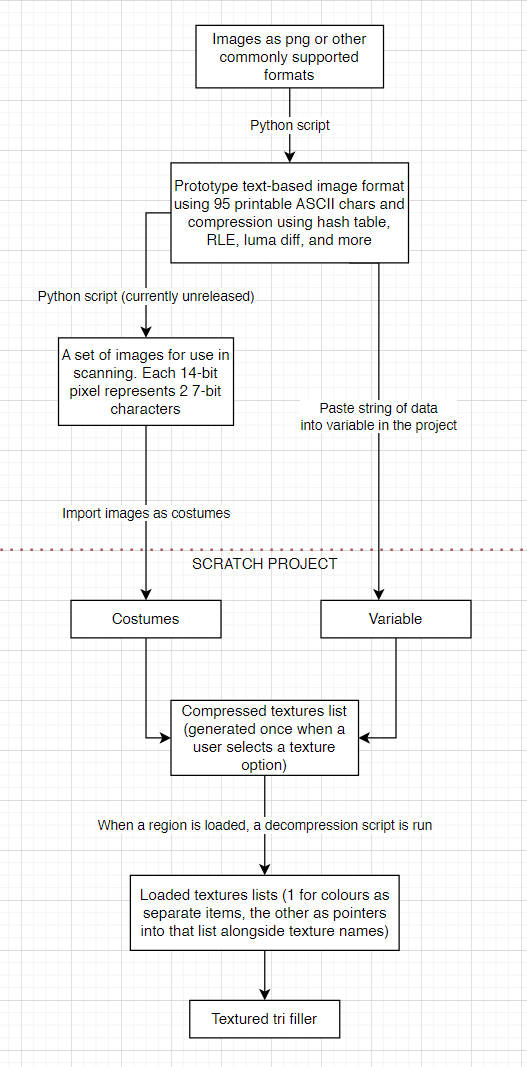 Images as png or other
commonly supported
formats
Python script
Prototype text-based image format
using 95 printable ASCII chars and
compression using hash table,
RLE, luma diff, and more
Python script (currently unreleased)
A set of images for use in
scanning. Each 14-bit
pixel represents 2 7-bit
characters
Paste string of data
into variable in the project
Import images as costumes
SCRATCH PROJECT
Costumes
Variable
Compressed textures list
(generated once when a
user selects a texture
option)
When a region is loaded, a decompression script is run
Loaded textures lists (1 for colours as
separate items, the other as pointers
into that list alongside texture names)
Textured tri filler